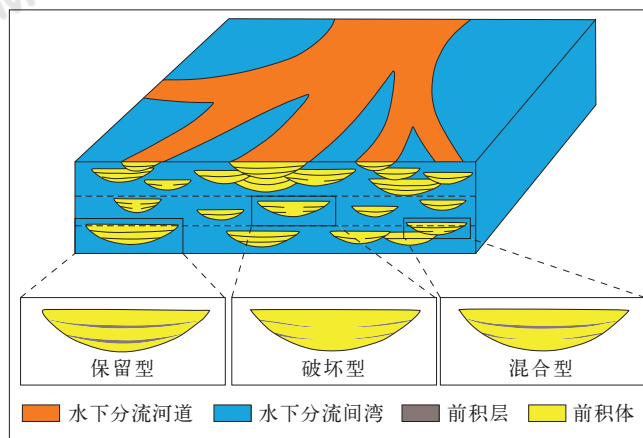 保留型
破坏型
混合型
水下分流河道
水下分流间湾
前积层
前积体